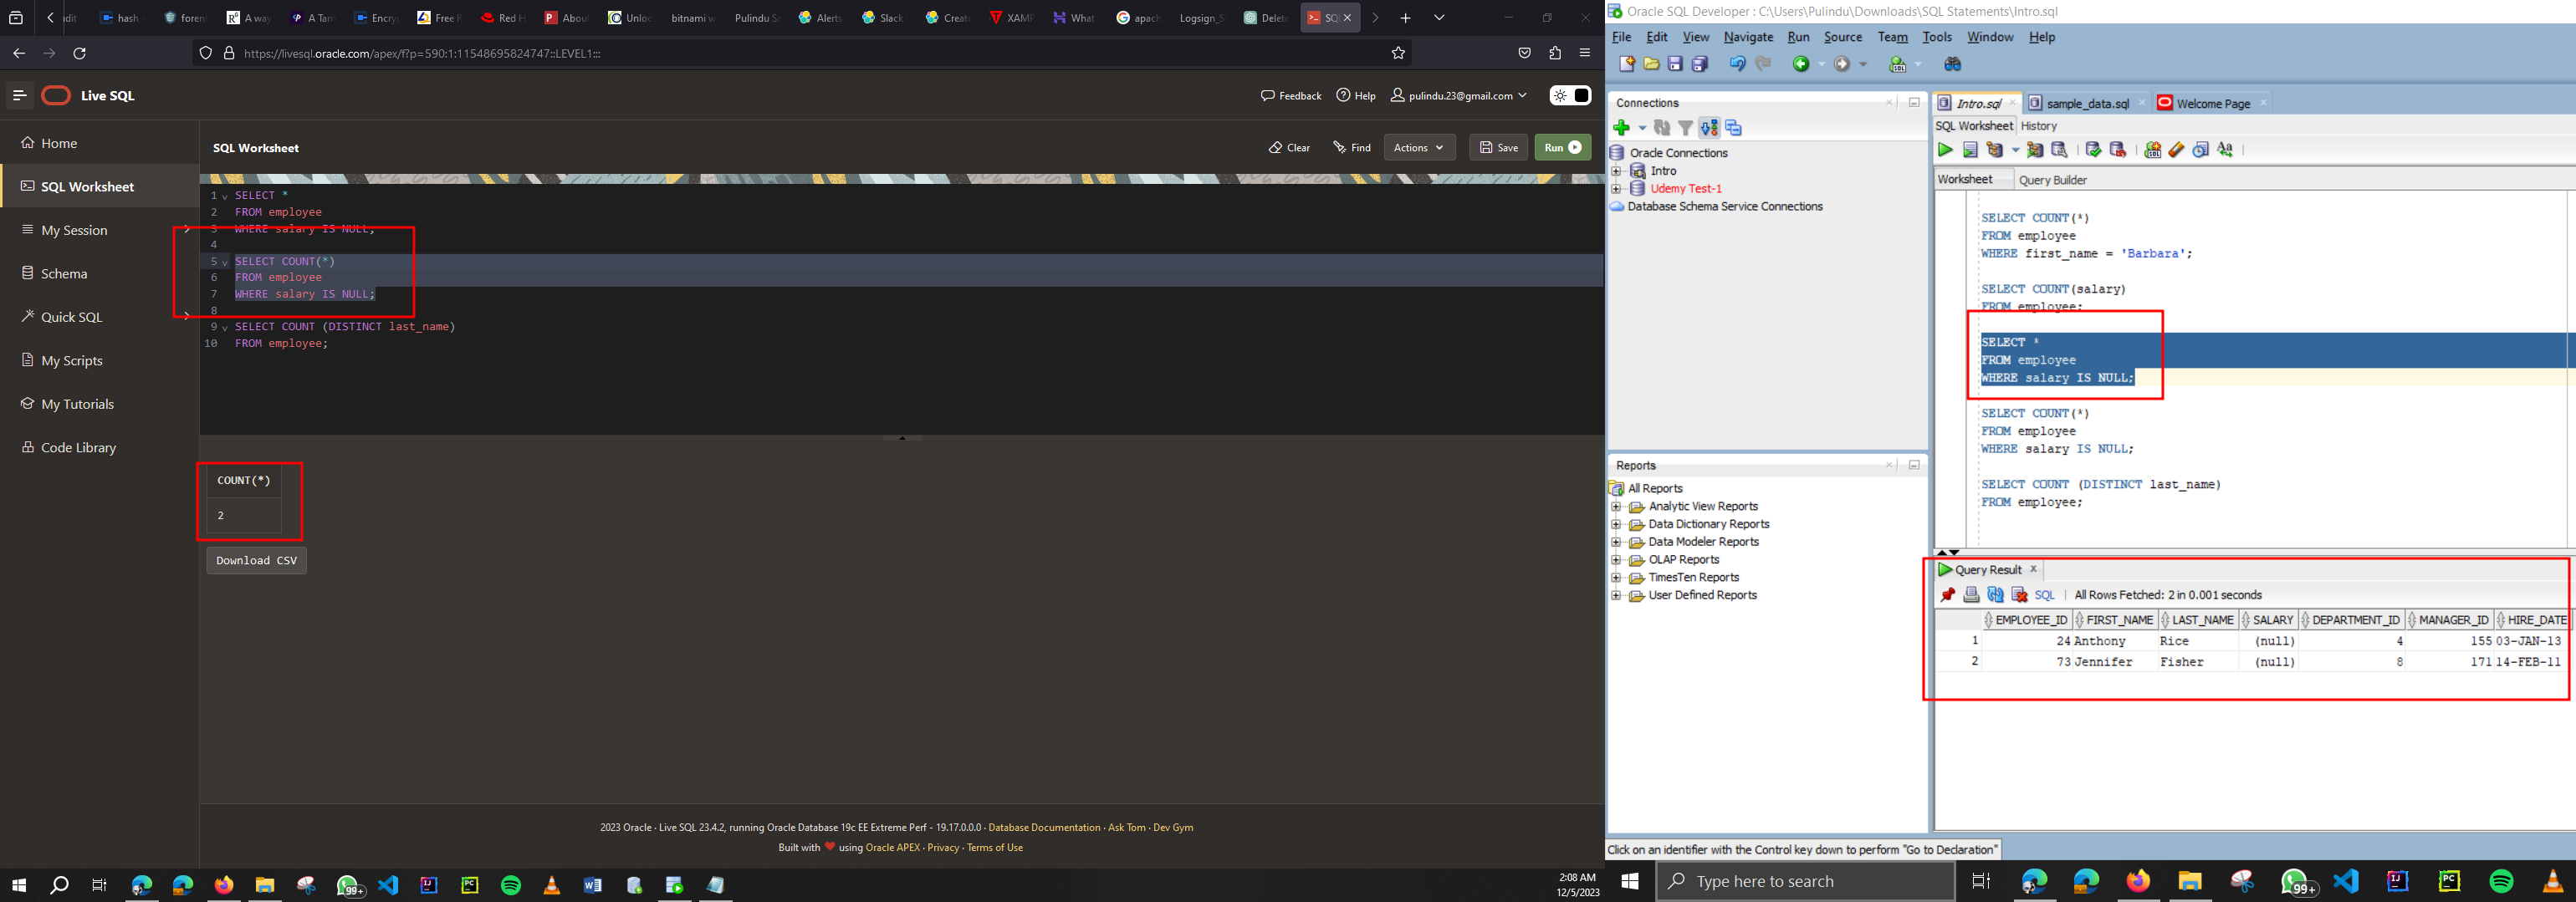 udit
hash
foren
A way
A Tam
Encry
Free R
Red H
Abou
Unloc
bitnami w
Pulindu Sa
Alerts
Slack
Create
XAMP
What
apach
Logsign_S
Delete
SQ
https://livesql.oracle.com/apex/f?p=590:1:11548695824747::LEVEL1:::
Live SQL
Feedback
Help
pulindu.23@gmail.com
Home
SQL Worksheet
My Session
Schema
Quick SQL
My Scripts
My Tutorials
Code Library
SQL Worksheet
Clear
Find
Actions
Save
Run
1 SELECT *
2 FROM employee
3 WHERE salary IS NULL;
4
5 SELECT COUNT(*)
6 FROM employee
7 WHERE salary IS NULL;
8
9 SELECT COUNT (DISTINCT last_name)
10 FROM employee;
COUNT(*)
2
Download CSV
2023 Oracle · Live SQL 23.4.2, running Oracle Database 19c EE Extreme Perf - 19.17.0.0.0 · Database Documentation · Ask Tom · Dev Gym
Built with ❤ using Oracle APEX · Privacy · Terms of Use
99+
2:08 AM
12/5/2023
Oracle SQL Developer : C:\Users\Pulindu\Downloads\SQL Statements\Intro.sql
File Edit View Navigate Run Source Team Tools Window Help
Connections
Oracle Connections
Intro
Udemy Test-1
Database Schema Service Connections
Reports
All Reports
Analytic View Reports
Data Dictionary Reports
Data Modeler Reports
OLAP Reports
TimesTen Reports
User Defined Reports
Intro.sql
sample_data.sql
Welcome Page
SQL Worksheet History
Worksheet Query Builder
SELECT COUNT(*)
FROM employee
WHERE first_name = 'Barbara';
SELECT COUNT(salary)
FROM employee;
SELECT *
FROM employee
WHERE salary IS NULL;
SELECT COUNT(*)
FROM employee
WHERE salary IS NULL;
SELECT COUNT (DISTINCT last_name)
FROM employee;
Query Result
SQL | All Rows Fetched: 2 in 0.001 seconds
EMPLOYEE_ID FIRST_NAME LAST_NAME SALARY DEPARTMENT_ID MANAGER_ID HIRE_DATE
1 24 Anthony Rice (null) 4 155 03-JAN-13
2 73 Jennifer Fisher (null) 8 171 14-FEB-11
Click on an identifier with the Control key down to perform "Go to Declaration"
Type here to search
99+